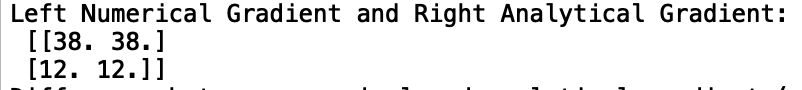 Left Numerical Gradient and Right Analytical Gradient:
[[38. 38.]
[12. 12.]]